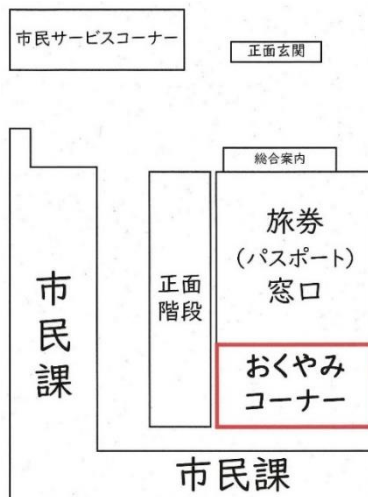 市民サービスコーナー
正面玄関
総合案内
旅券
（パスポート）
窓口
正面
階段
市民課
おくやみ
コーナー
市民課